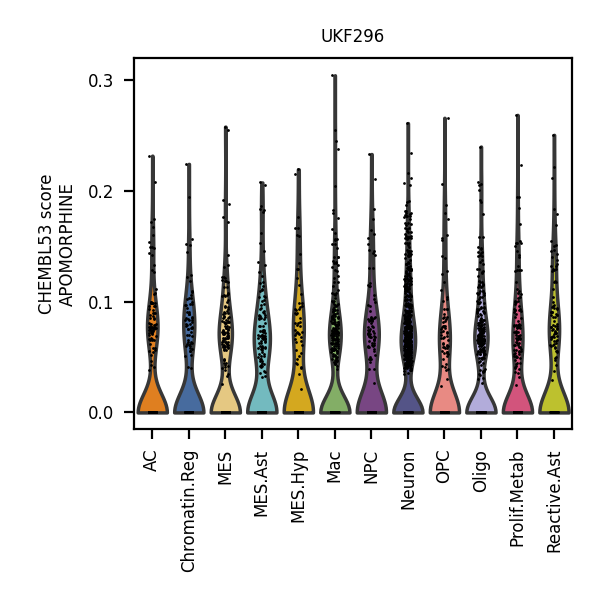 UKF296
CHEMBL53 score
APOMORPHINE
0.3
0.2
0.1
0.0
AC
Chromatin.Reg
MES
MES.Ast
MES.Hyp
Mac
NPC
Neuron
OPC
Oligo
Prolif.Metab
Reactive.Ast